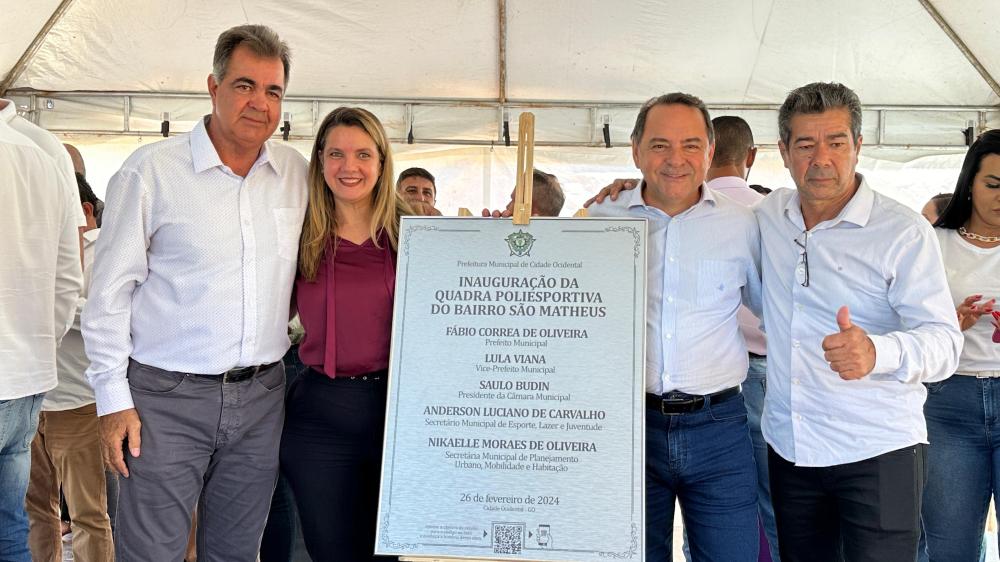 Prefeitura Municipal de Cidade Ocidental
INAUGURAÇÃO DA
QUADRA POLIESPORTIVA
DO BAIRRO SÃO MATHEUS
FÁBIO CORREA DE OLIVEIRA
Prefeito Municipal
LULA VIANA
Vice-Prefeito Municipal
SAULO BUDIN
Presidente da Câmara Municipal
ANDERSON LUCIANO DE CARVALHO
Secretário Municipal de Esporte, Lazer e Juventude
NIKAELLE MORAES DE OLIVEIRA
Secretária Municipal de Planejamento
Urbano, Mobilidade e Habitação
26 de fevereiro de 2024
Cidade Ocidental - GO